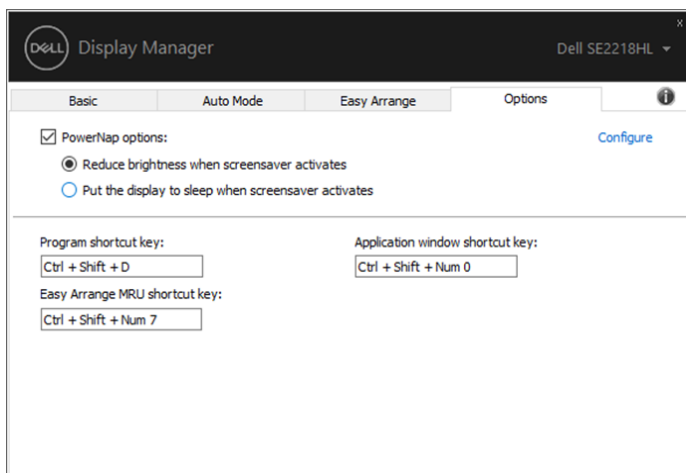 x
DELL Display Manager
Dell SE2218HL
Basic
Auto Mode
Easy Arrange
Options
PowerNap options:
Configure
Reduce brightness when screensaver activates
Put the display to sleep when screensaver activates
Program shortcut key:
Application window shortcut key:
Ctrl + Shift + D
Ctrl + Shift + Num 0
Easy Arrange MRU shortcut key:
Ctrl + Shift + Num 7